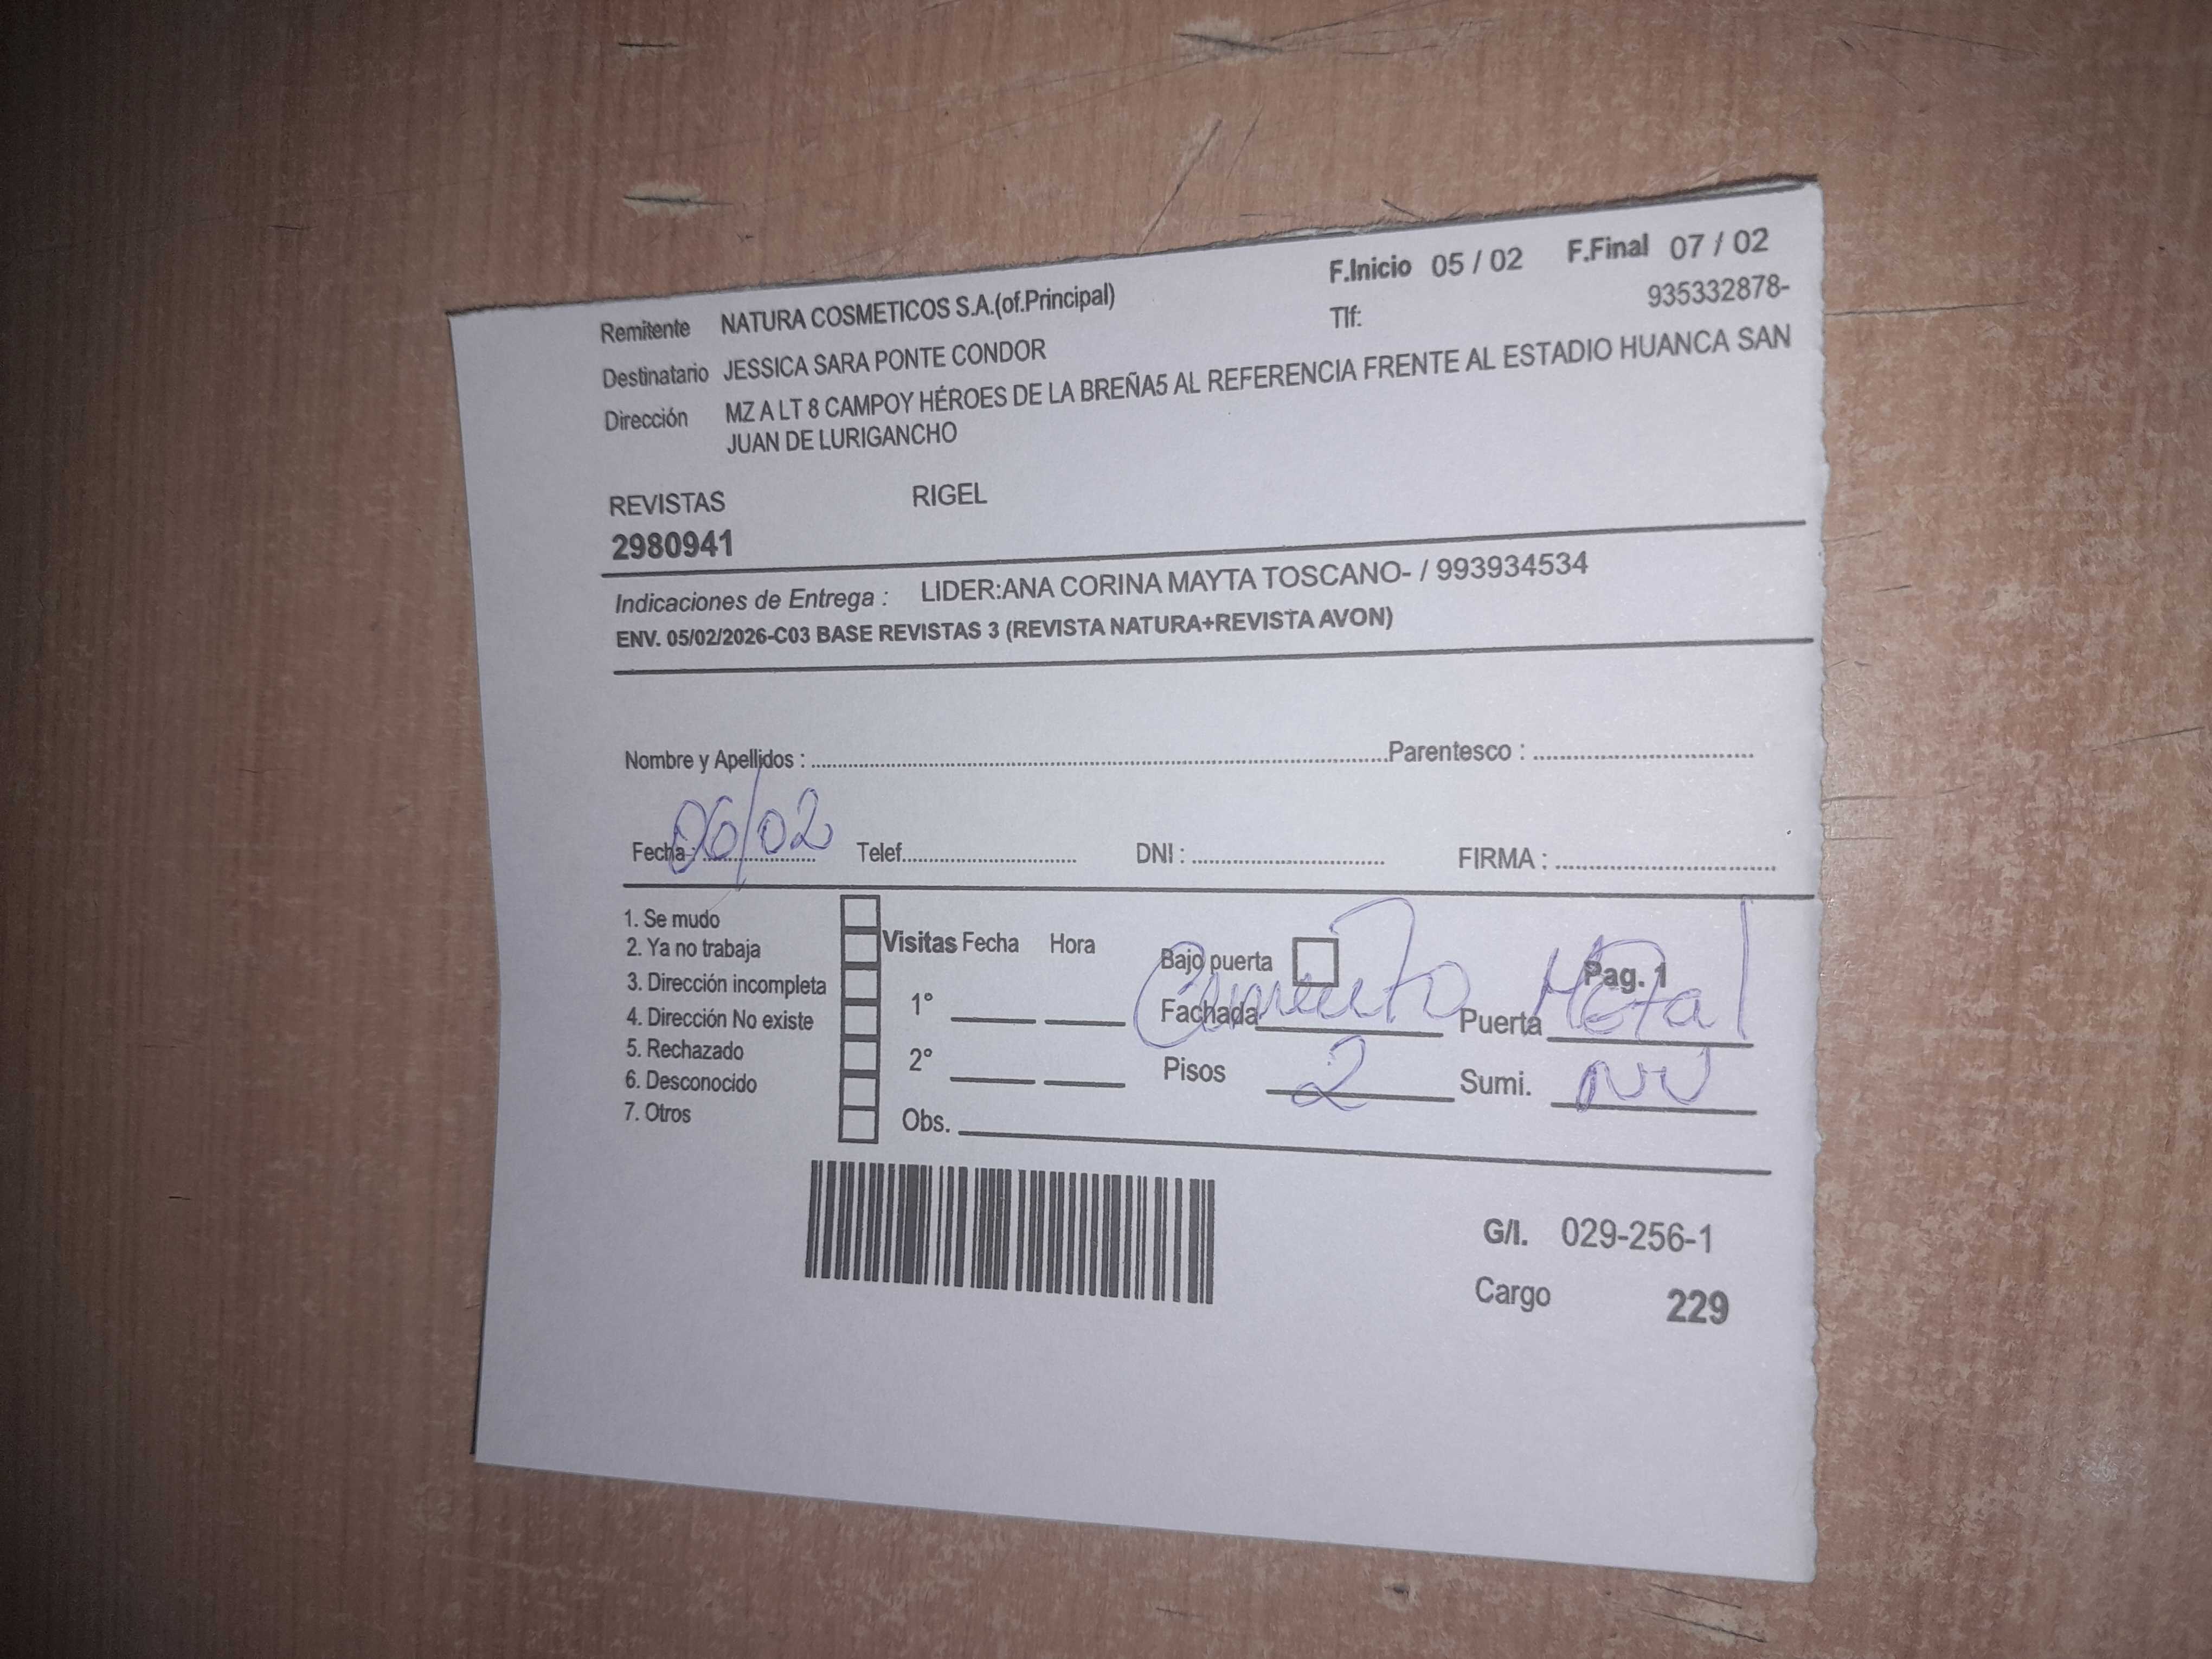 F.Inicio 05 / 02 F.Final 07 / 02
Remitente NATURA COSMETICOS S.A.(of.Principal) Tlf: 935332878-
Destinatario JESSICA SARA PONTE CONDOR
Dirección MZ A LT 8 CAMPOY HÉROES DE LA BREÑA5 AL REFERENCIA FRENTE AL ESTADIO HUANCA SAN
JUAN DE LURIGANCHO
REVISTAS RIGEL
2980941
Indicaciones de Entrega : LIDER:ANA CORINA MAYTA TOSCANO- / 993934534
ENV. 05/02/2026-C03 BASE REVISTAS 3 (REVISTA NATURA+REVISTA AVON)
Nombre y Apellidos : Parentesco :
Fecha : 06/02 Telef. DNI : FIRMA :
1. Se mudo
2. Ya no trabaja
3. Dirección incompleta
4. Dirección No existe
5. Rechazado
6. Desconocido
7. Otros
Visitas Fecha Hora
1°
2°
Obs.
Bajo puerta Pag. 1
Fachada Cemento Puerta Metal
Pisos 2 Sumi.
G/I. 029-256-1
Cargo 229